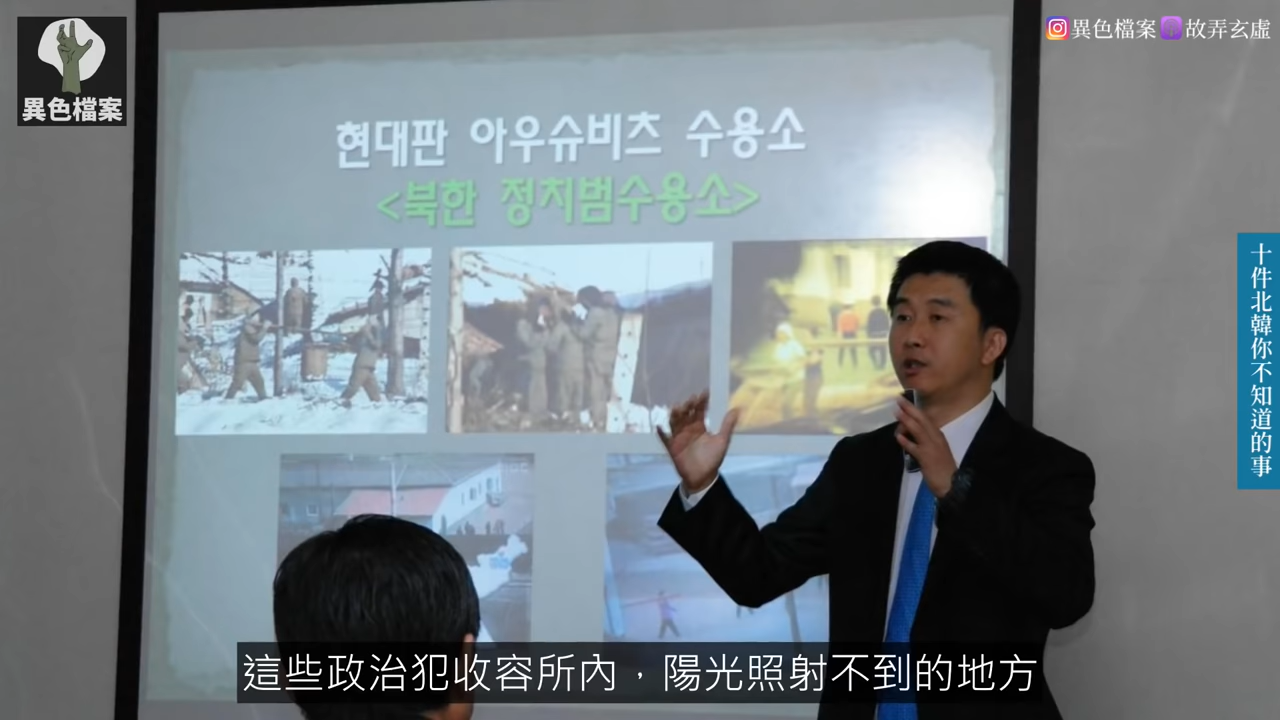 異色檔案
異色檔案 故弄玄虛
현대판 아우슈비츠 수용소
<북한 정치범수용소>
十件北韓你不知道的事
這些政治犯收容所內，陽光照射不到的地方